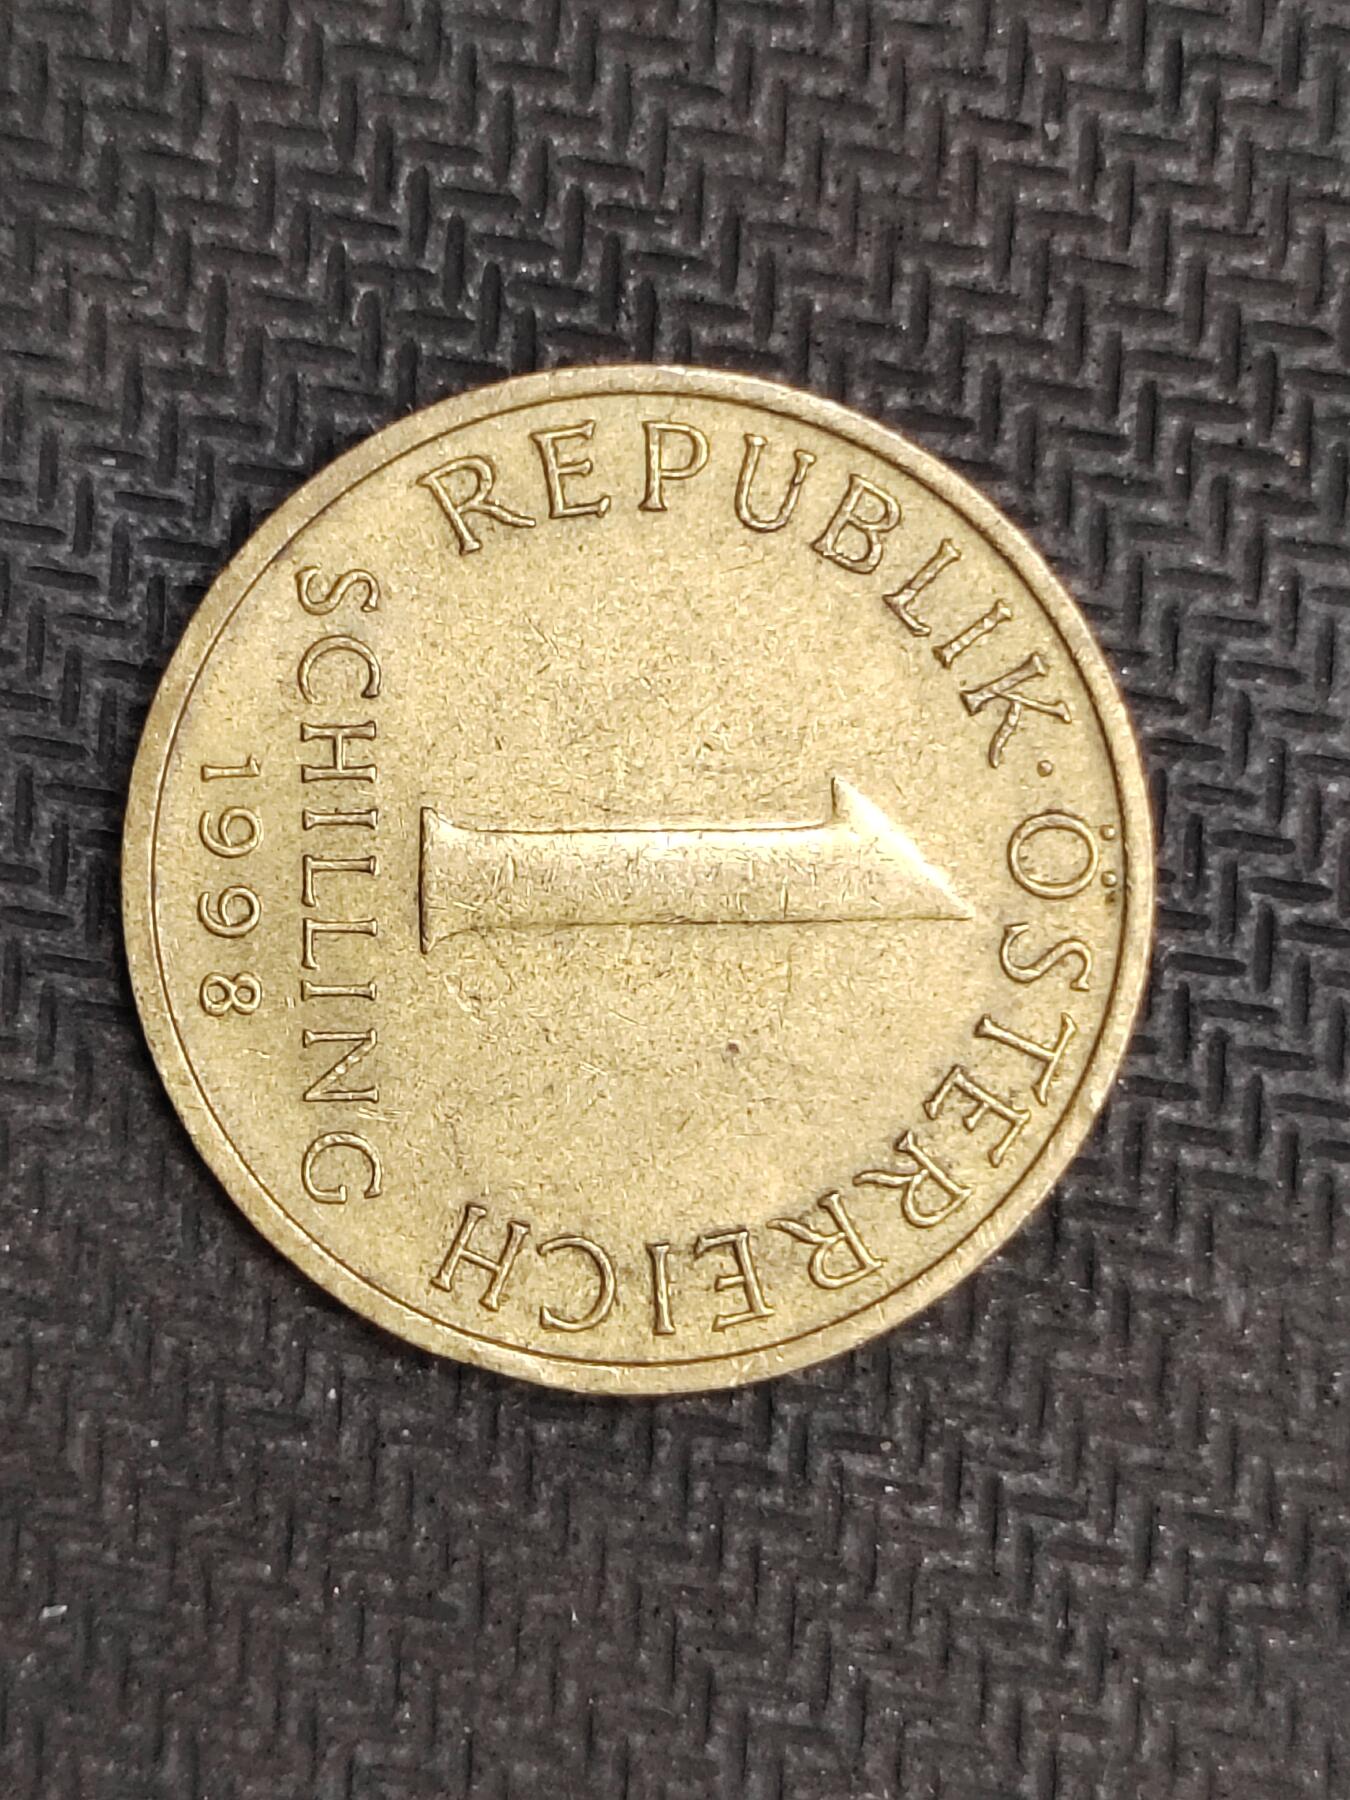 REPUBLIK · ÖSTERREICH
1
SCHILLING
1998